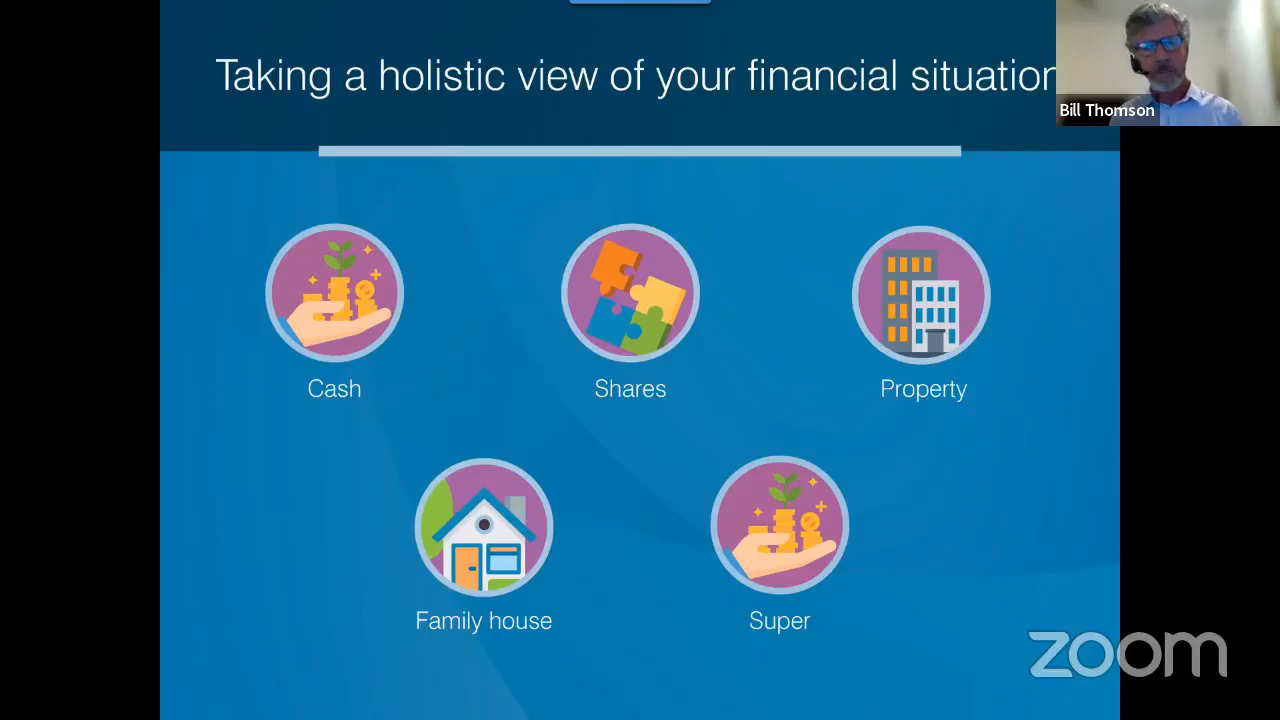 Taking a holistic view of your financial situation
Bill Thomson
Cash
Shares
Property
Family house
Super
zoom